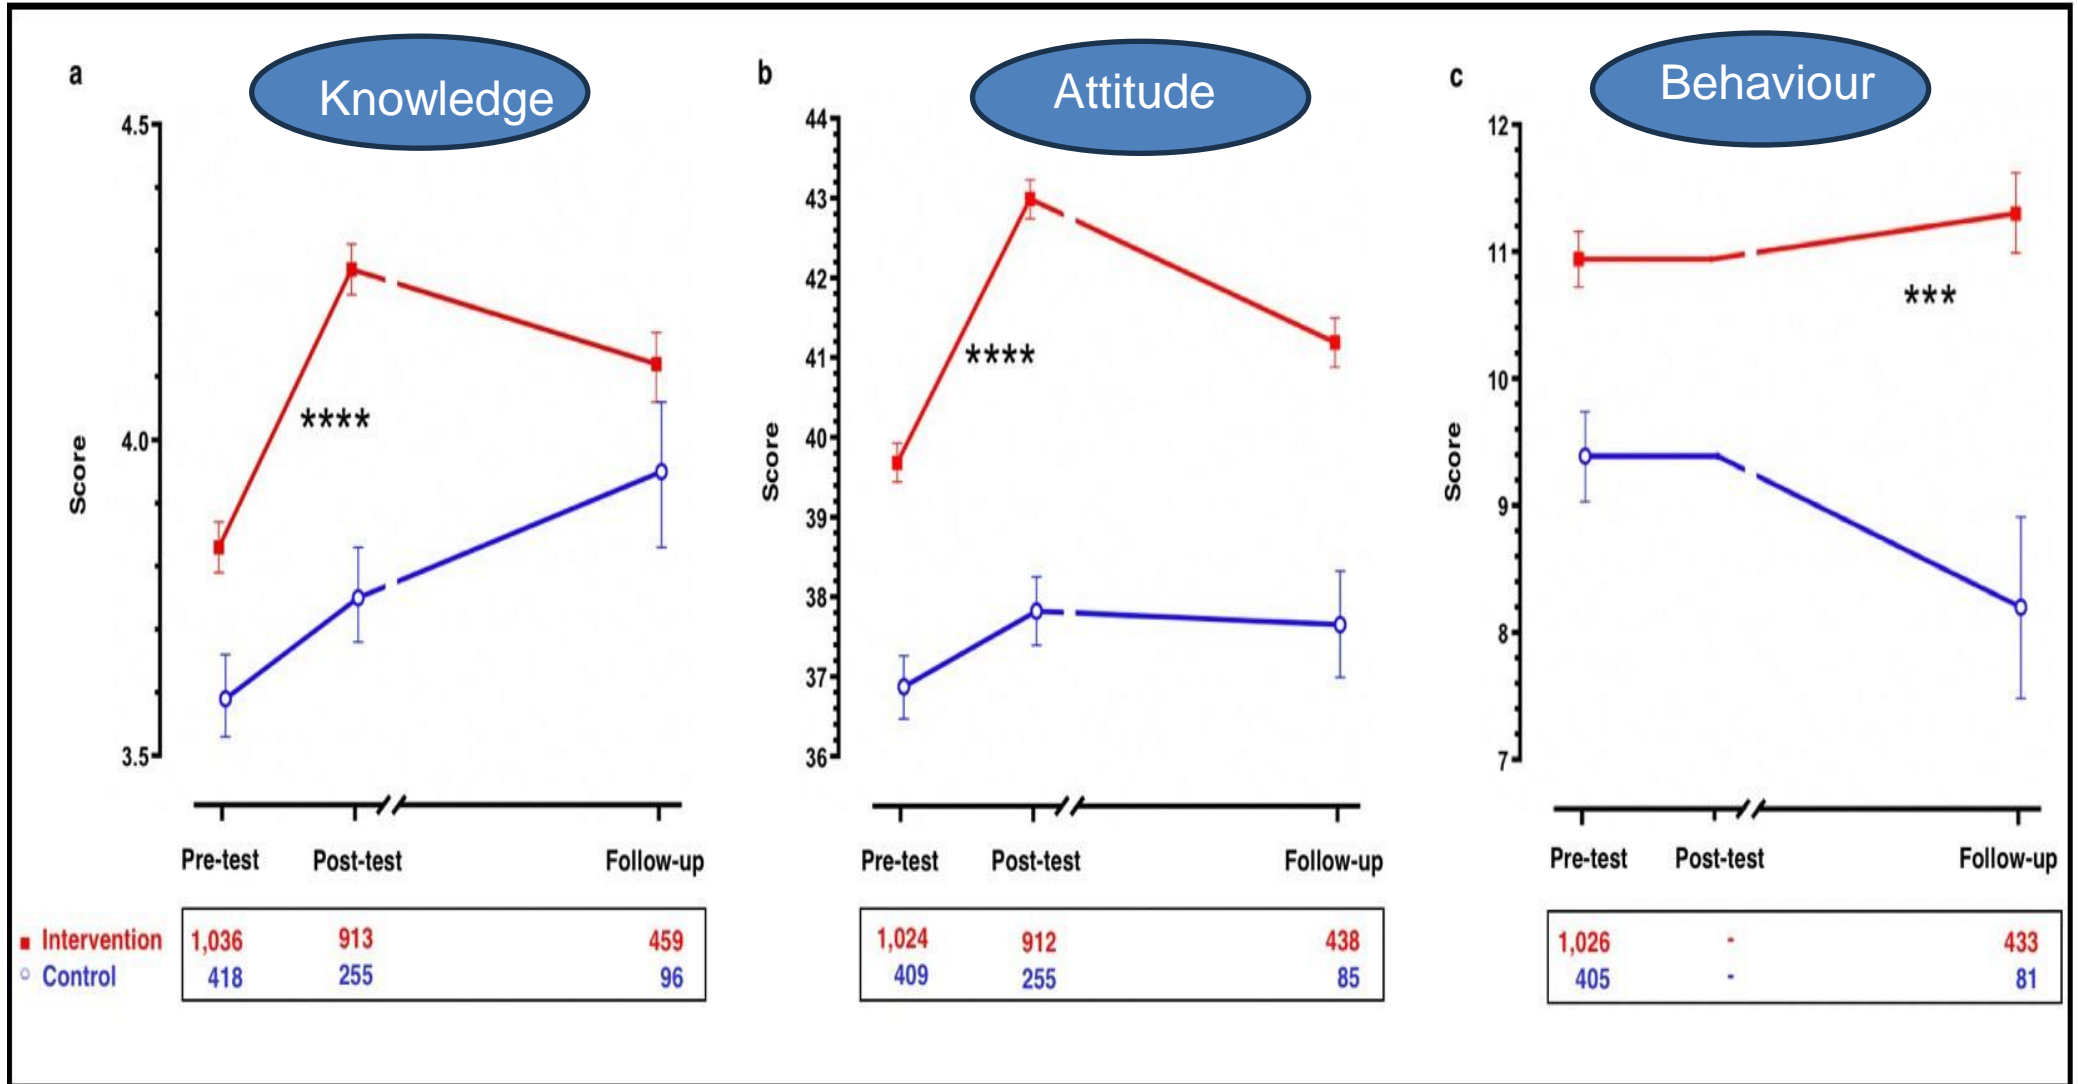 a
Knowledge
4.5
4.0
3.5
Score
****
Pre-test Post-test Follow-up
b
Attitude
44
43
42
41
40
39
38
37
36
Score
****
Pre-test Post-test Follow-up
c
Behaviour
12
11
10
9
8
7
Score
***
Pre-test Post-test Follow-up
Intervention 1,036 913 459
Control 418 255 96
1,024 912 438
409 255 85
1,026 - 433
405 - 81